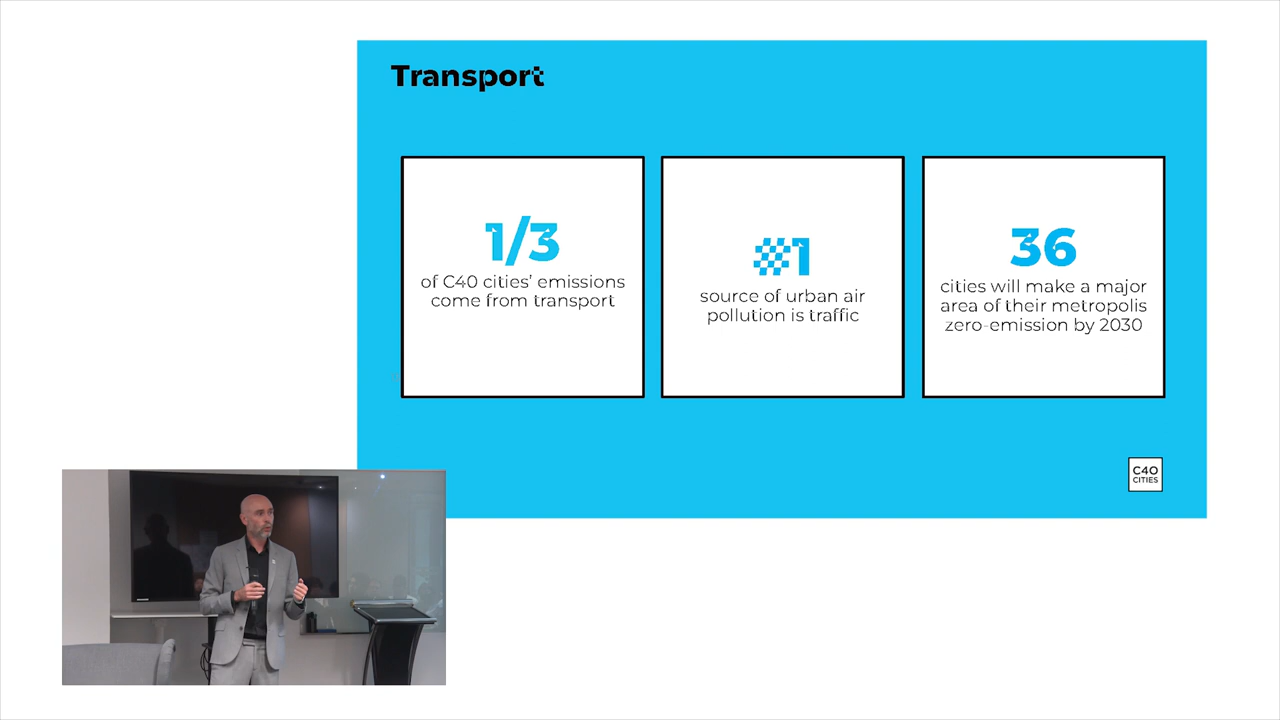 Transport
1/3
of C40 cities’ emissions
come from transport
#1
source of urban air
pollution is traffic
36
cities will make a major
area of their metropolis
zero-emission by 2030
C40
CITIES